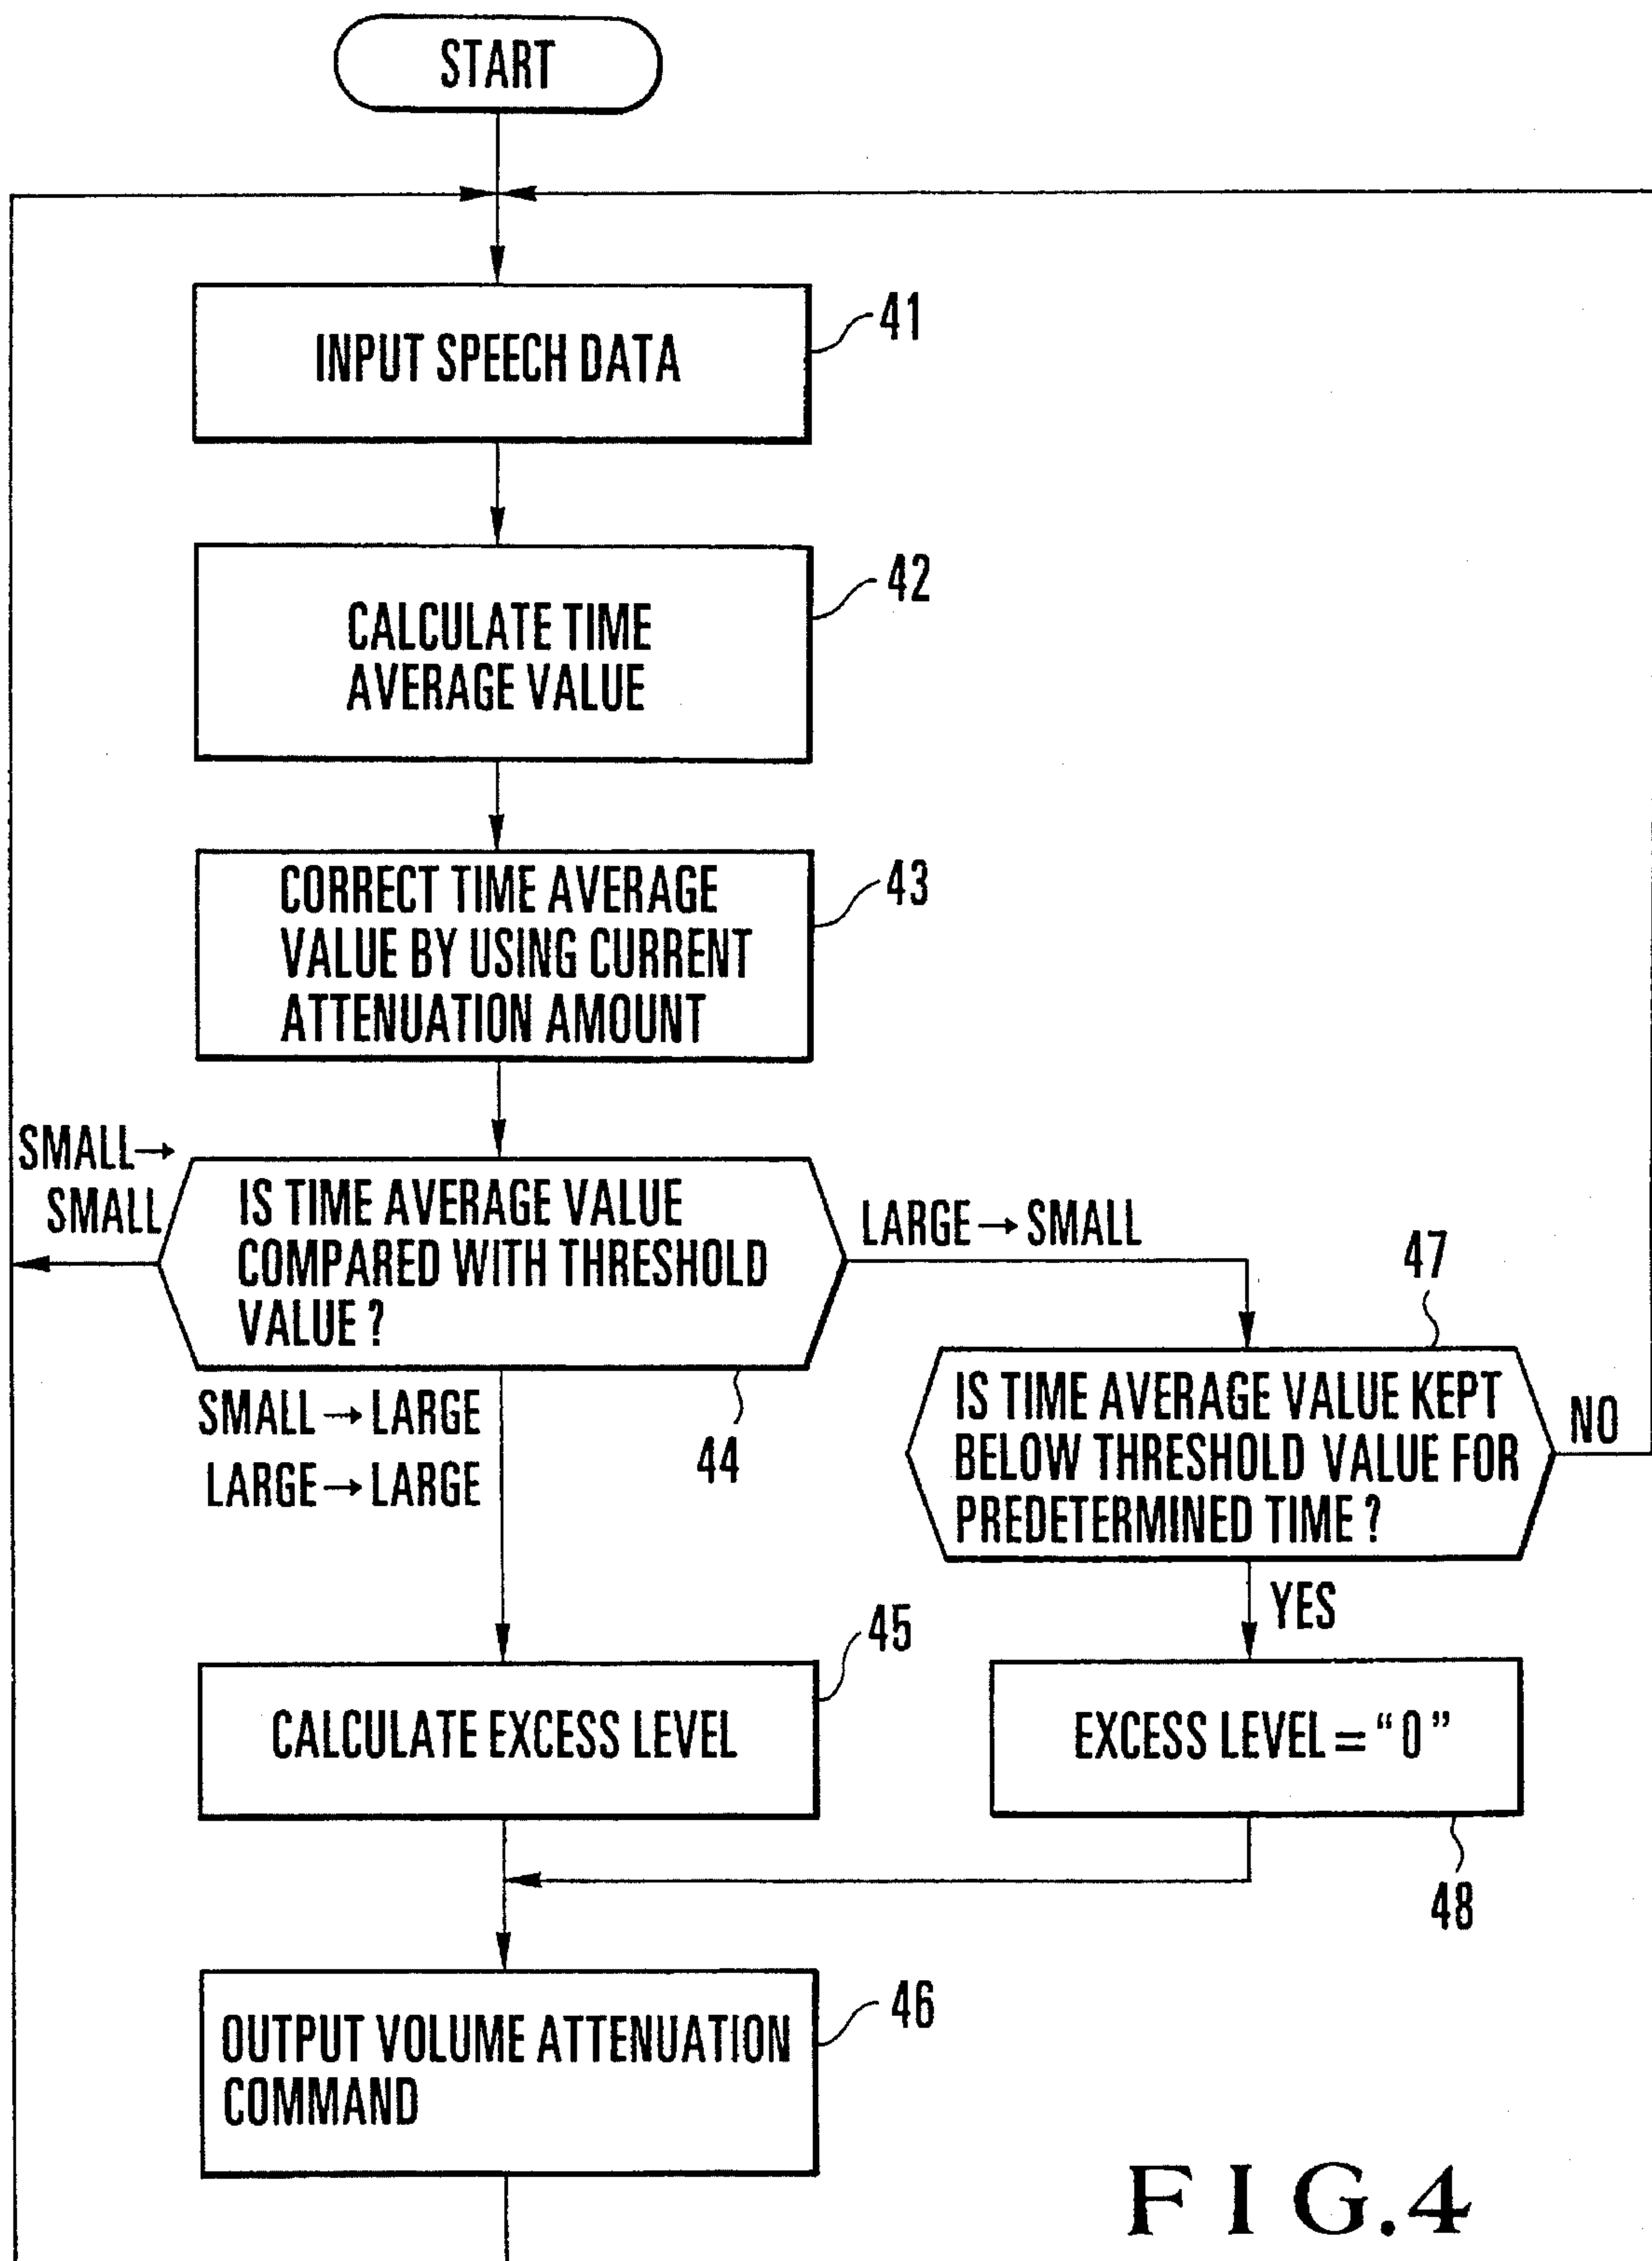 START
41
INPUT SPEECH DATA
42
CALCULATE TIME
AVERAGE VALUE
43
CORRECT TIME AVERAGE
VALUE BY USING CURRENT
ATTENUATION AMOUNT
SMALL→
SMALL
IS TIME AVERAGE VALUE
COMPARED WITH THRESHOLD
VALUE ?
44
LARGE→SMALL
47
IS TIME AVERAGE VALUE KEPT
BELOW THRESHOLD VALUE FOR
PREDETERMINED TIME ?
NO
SMALL→LARGE
LARGE→LARGE
YES
45
CALCULATE EXCESS LEVEL
EXCESS LEVEL = “0”
48
46
OUTPUT VOLUME ATTENUATION
COMMAND
FIG.4